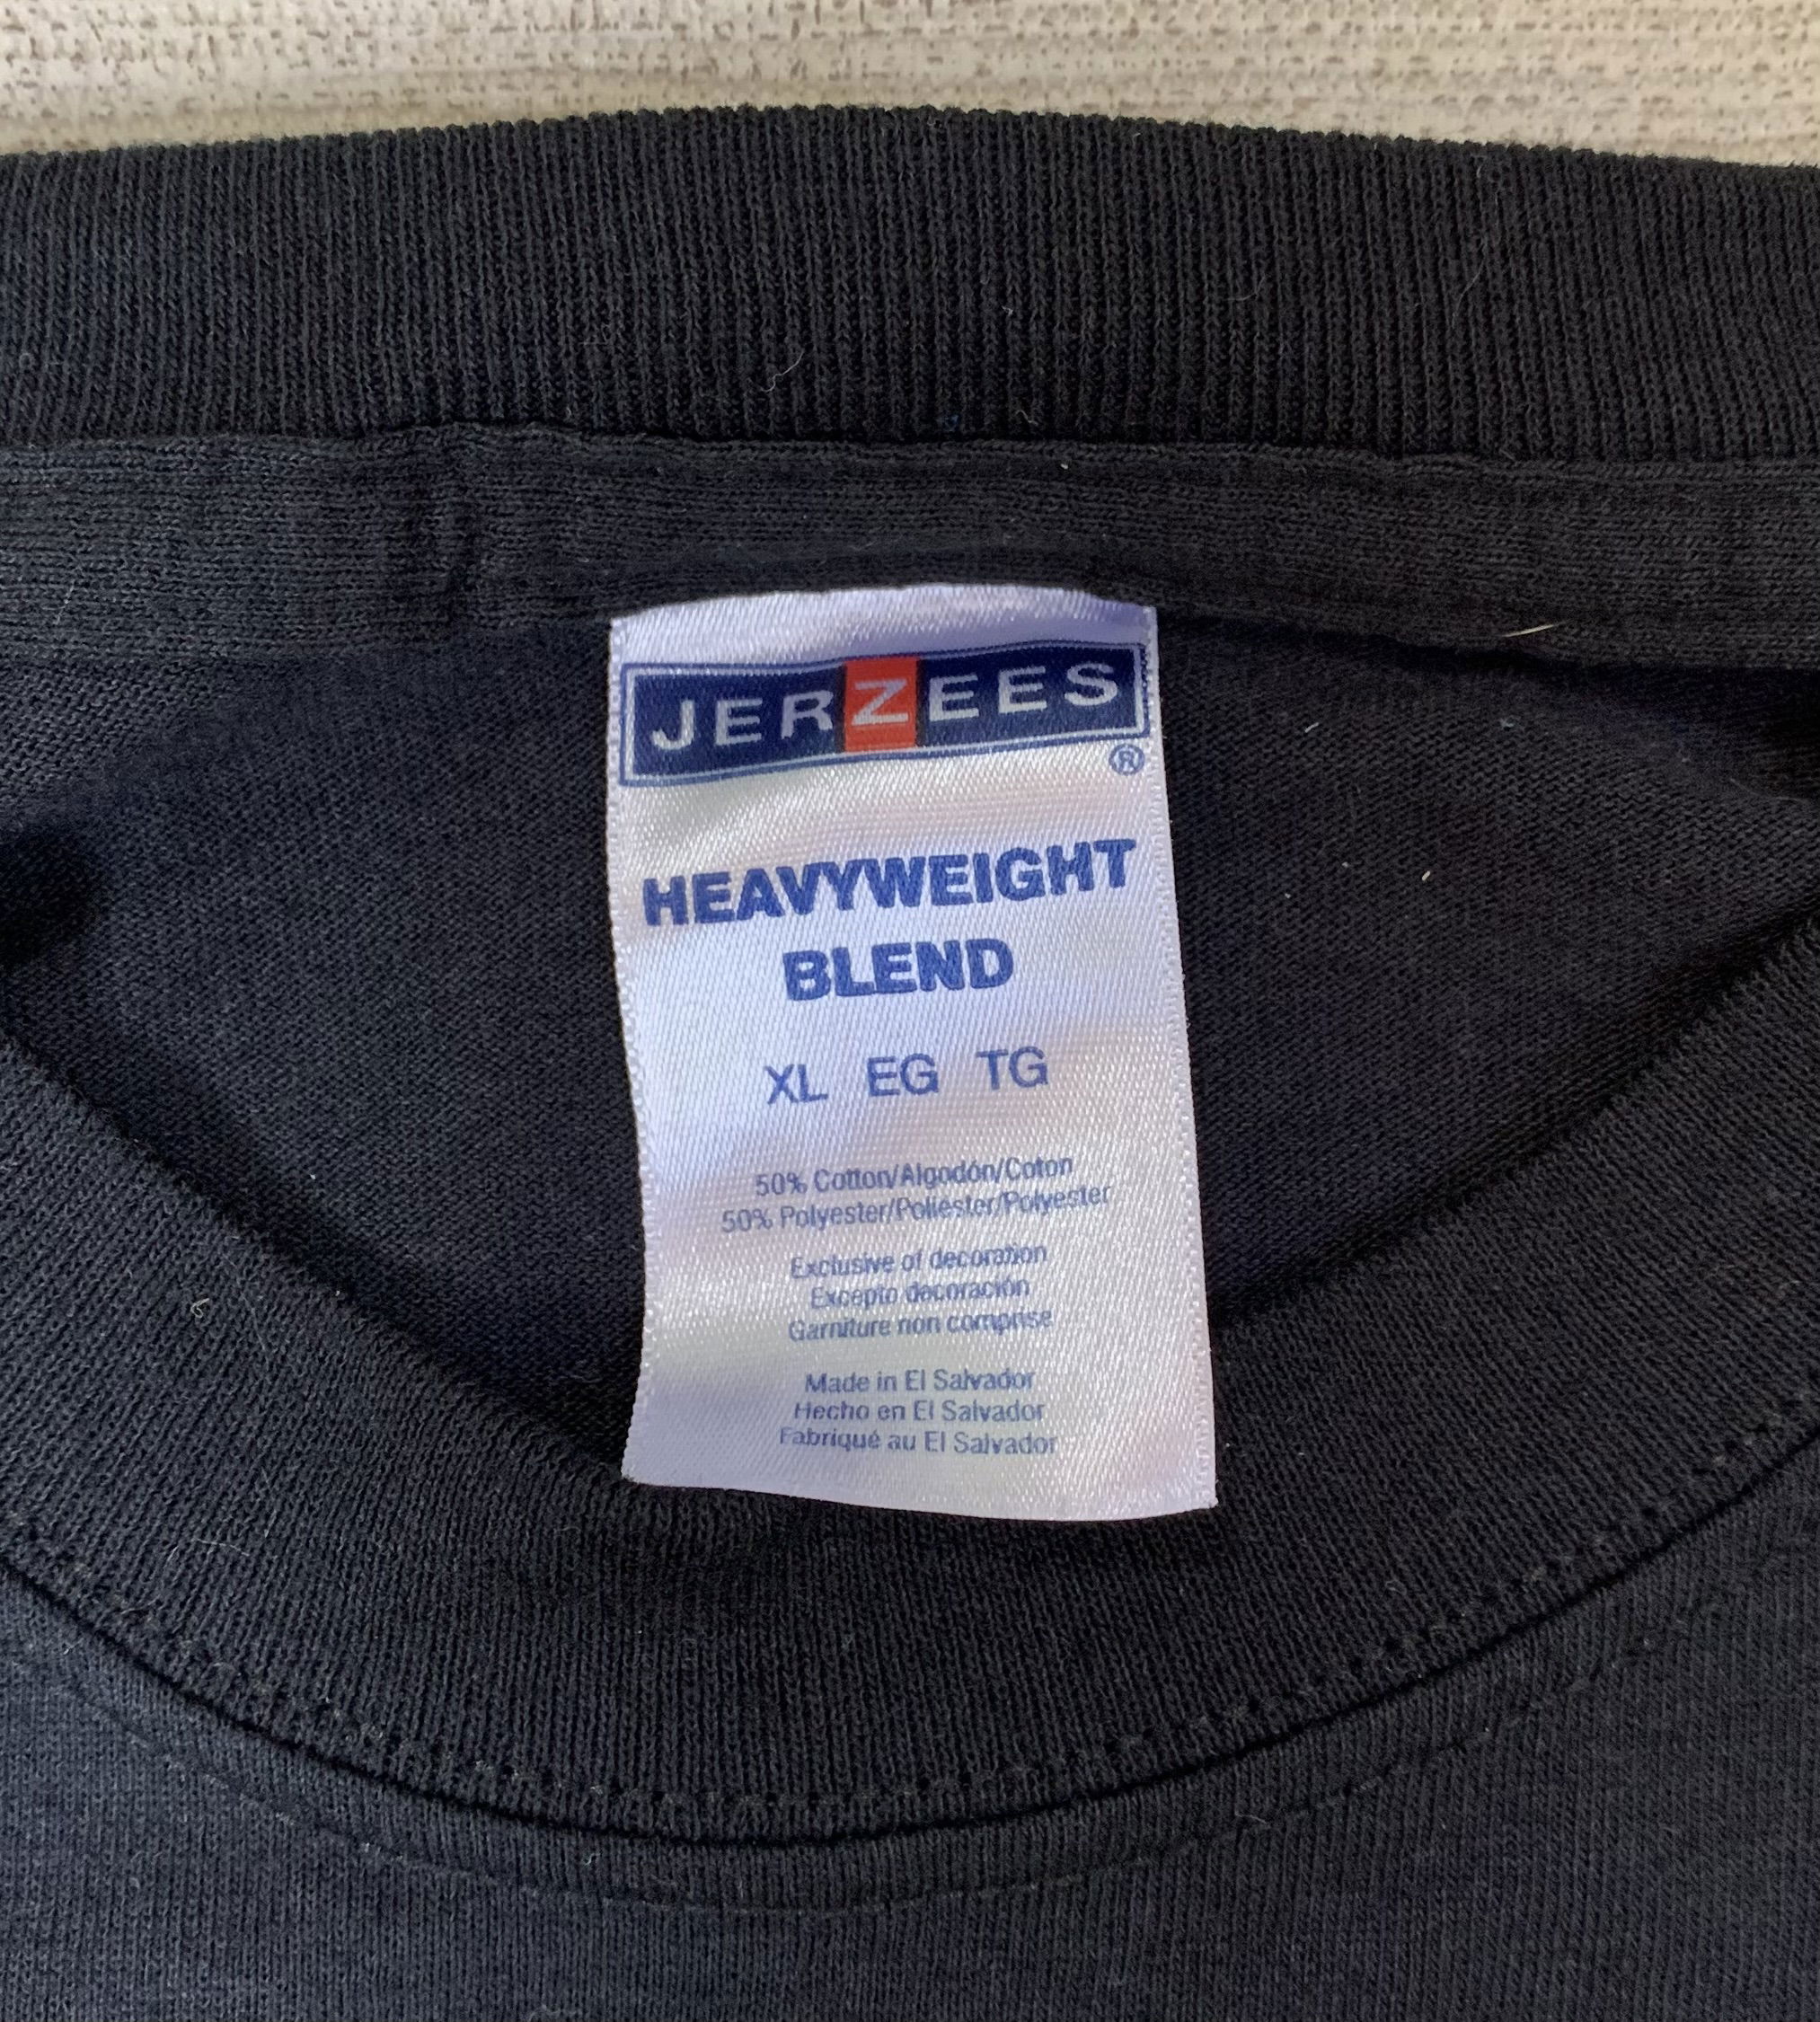 JERZEES
®
HEAVYWEIGHT
BLEND
XL EG TG
50% Cotton/Algodón/Coton
50% Polyester/Poliéster/Polyester
Exclusive of decoration
Excepto decoración
Garniture non comprise
Made in El Salvador
Hecho en El Salvador
Fabriqué au El Salvador